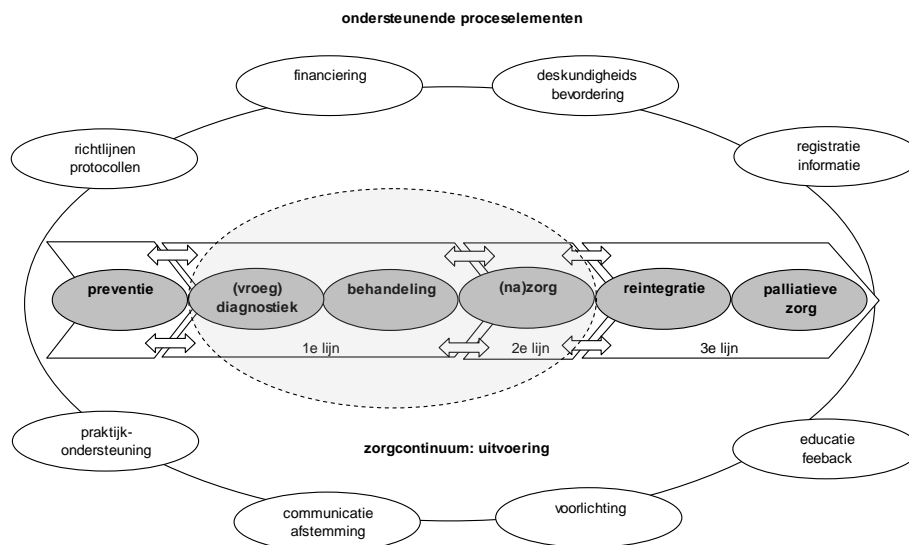 ondersteunende proceselementen
financiering
deskundigheids
bevordering
richtlijnen
protocollen
registratie
informatie
preventie
(vroeg)
diagnostiek
behandeling
(na)zorg
reintegratie
palliatieve
zorg
1e lijn
2e lijn
3e lijn
praktijk-
ondersteuning
zorgcontinuum: uitvoering
educatie
feeback
communicatie
afstemming
voorlichting